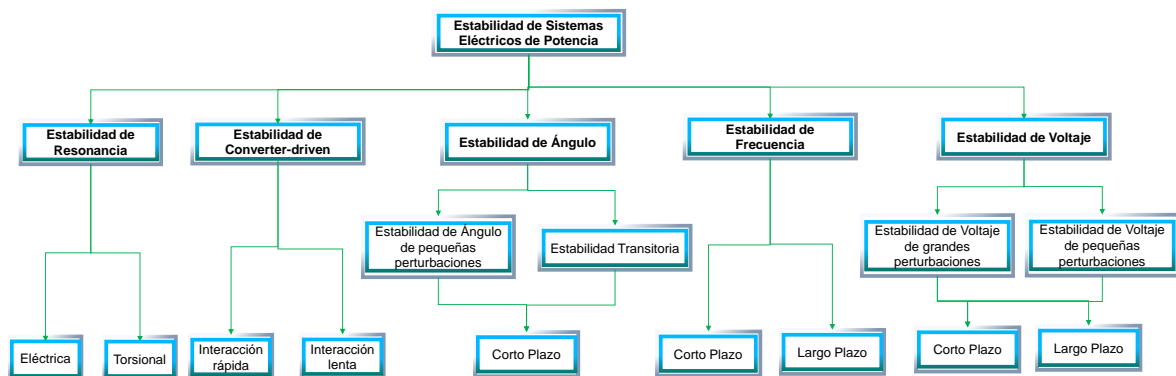 Estabilidad de Sistemas
Eléctricos de Potencia
Estabilidad de
Resonancia
Estabilidad de
Converter-driven
Estabilidad de Ángulo
Estabilidad de
Frecuencia
Estabilidad de Voltaje
Estabilidad de Ángulo
de pequeñas
perturbaciones
Estabilidad Transitoria
Estabilidad de Voltaje
de grandes
perturbaciones
Estabilidad de Voltaje
de pequeñas
perturbaciones
Eléctrica
Torsional
Interacción
rápida
Interacción
lenta
Corto Plazo
Corto Plazo
Largo Plazo
Corto Plazo
Largo Plazo